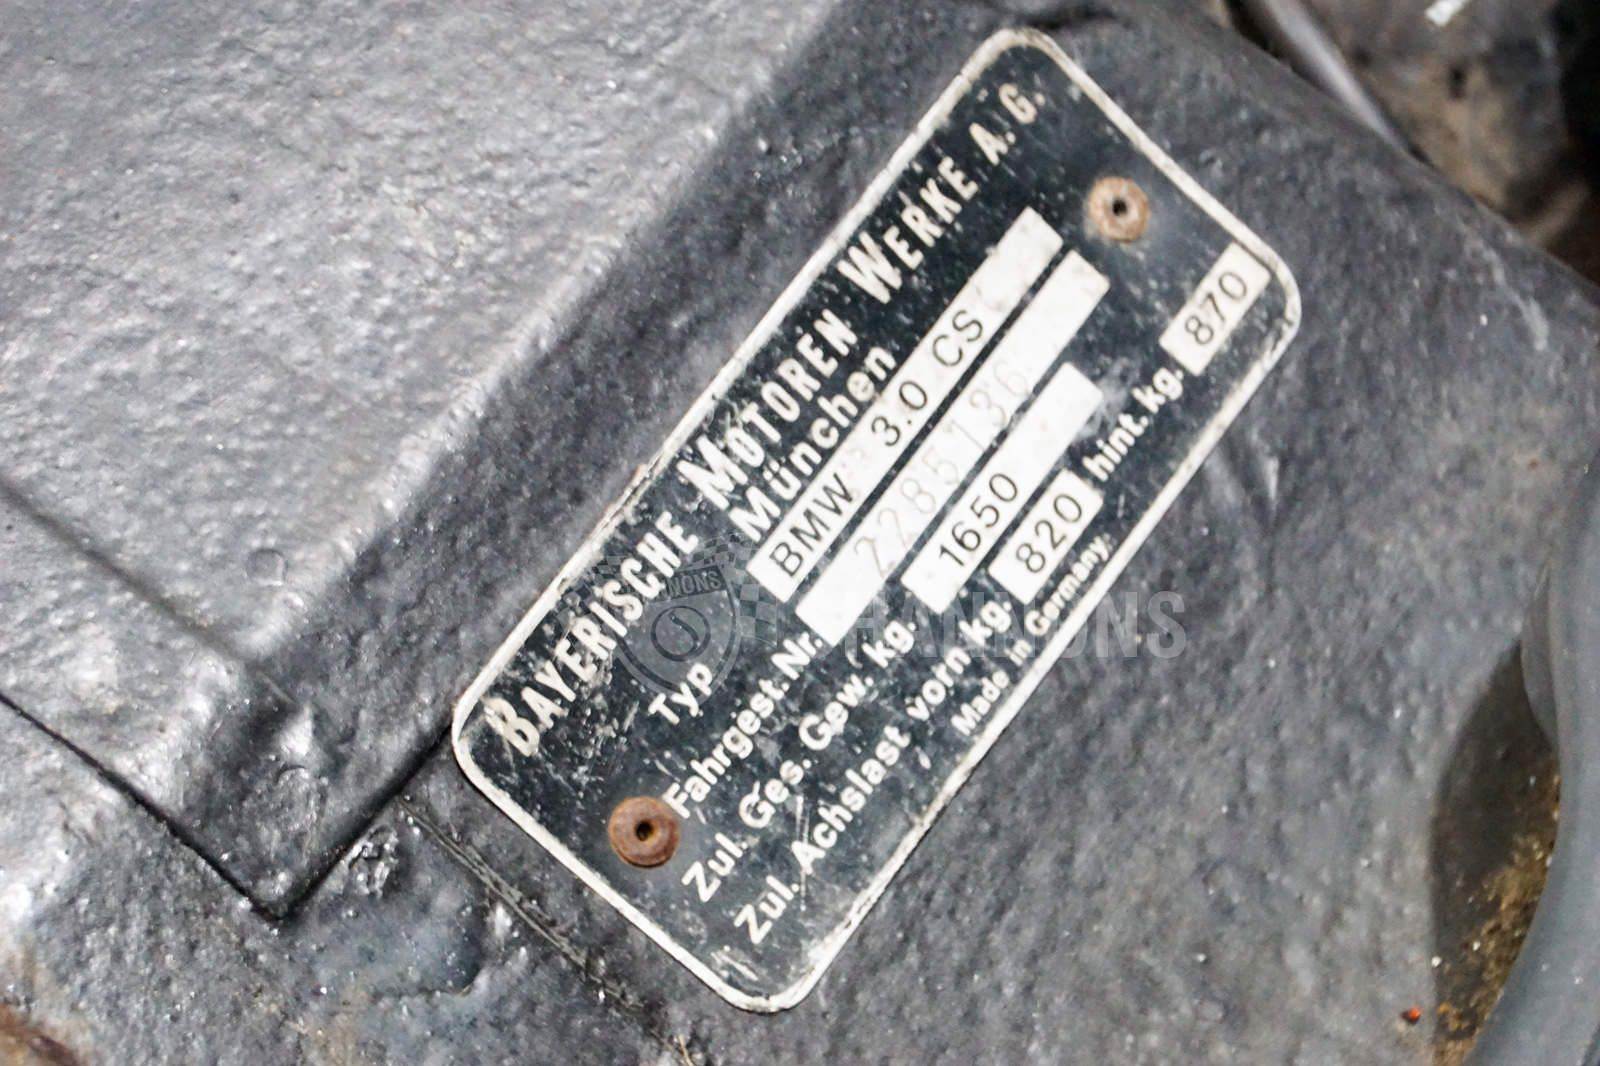 BAYERISCHE MOTOREN WERKE A.G.
München
Typ BMW 3.0 CS
Fahrgest.Nr. 2285136
Zul. Ges. Gew. kg. 1650
Zul. Achslast vorn kg. 820 hint.kg. 870
Made in Germany.
SHANNONS